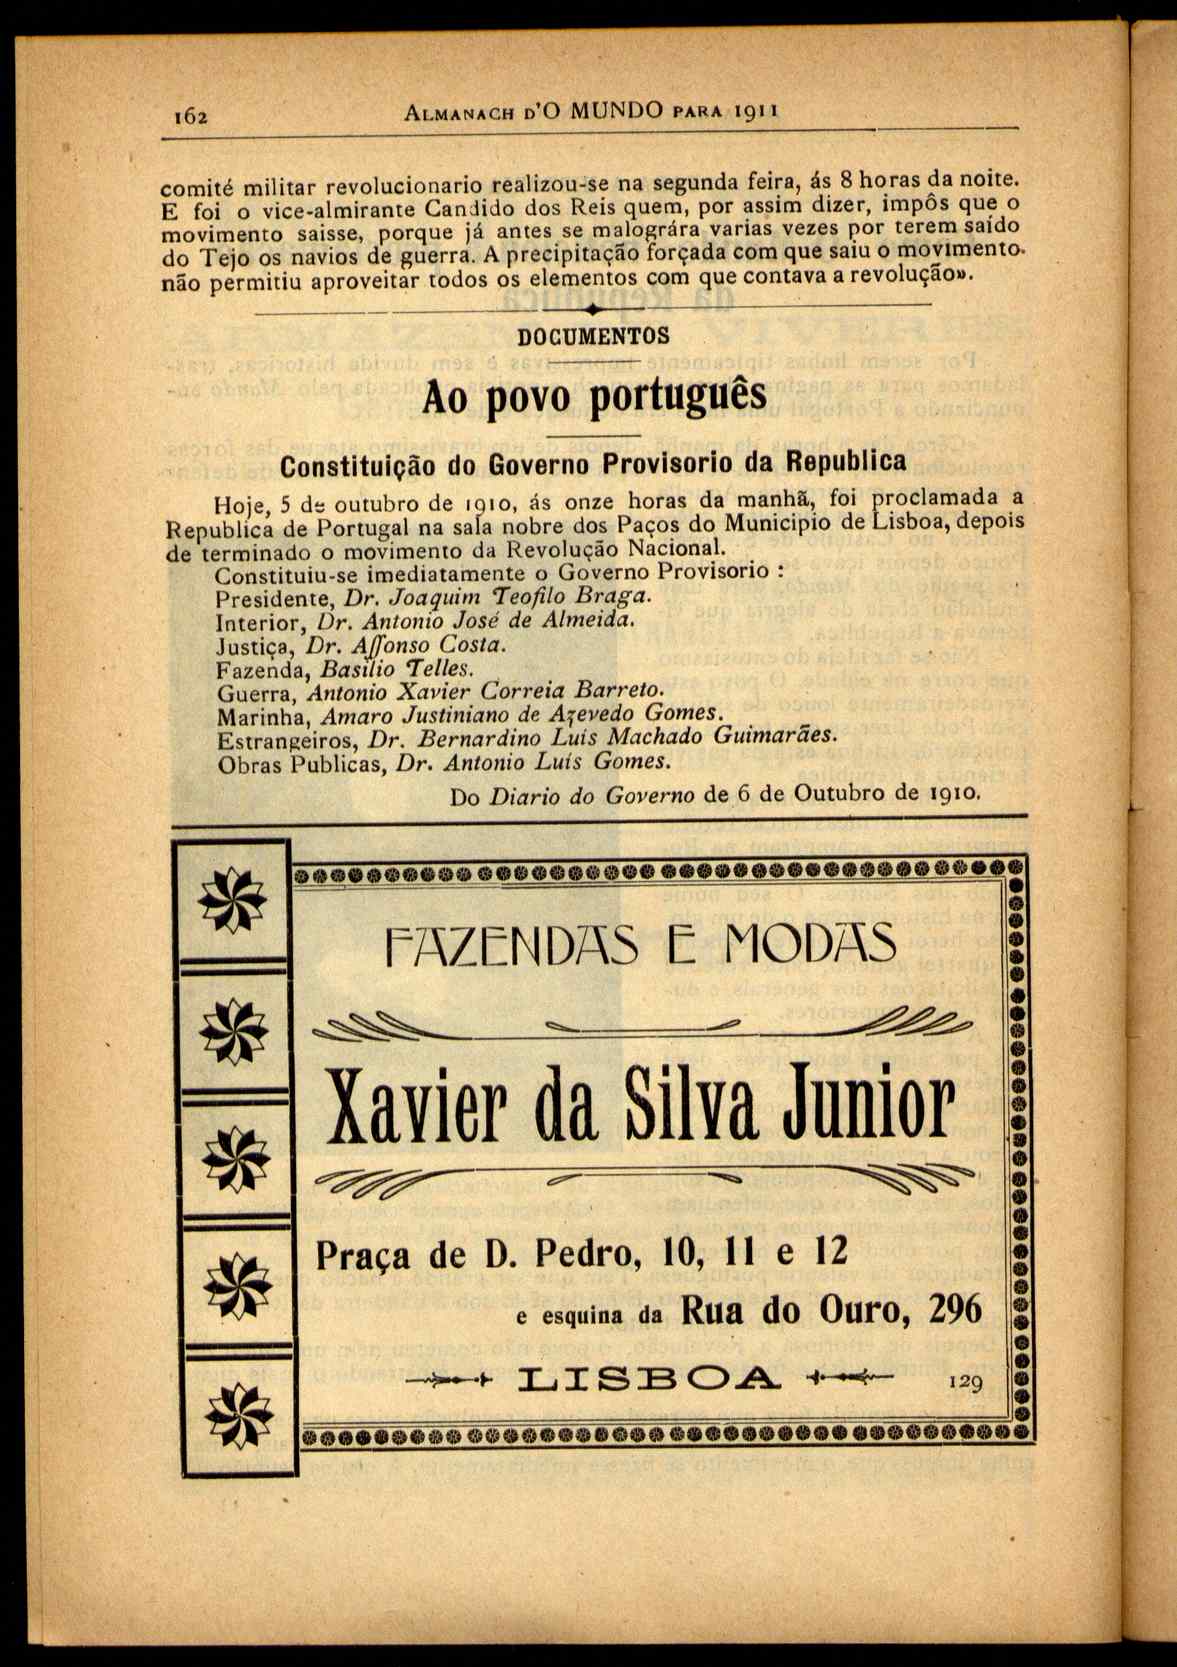 162
ALMANACH D'O MUNDO PARA 1911
comité militar revolucionario realizou-se na segunda feira, ás 8 horas da noite.
E foi o vice-almirante Candido dos Reis quem, por assim dizer, impôs que o
movimento saisse, porque já antes se malográra varias vezes por terem saído
do Tejo os navios de guerra. A precipitação forçada com que saiu o movimento
não permitiu aproveitar todos os elementos com que contava a revolução».
DOCUMENTOS
Ao povo português
Constituição do Governo Provisorio da Republica
Hoje, 5 de outubro de 1910, ás onze horas da manhã, foi proclamada a
Republica de Portugal na sala nobre dos Paços do Municipio de Lisboa, depois
de terminado o movimento da Revolução Nacional.
Constituiu-se imediatamente o Governo Provisorio :
Presidente, Dr. Joaquim Teofilo Braga.
Interior, Dr. Antonio José de Almeida.
Justiça, Dr. Affonso Costa.
Fazenda, Basilio Telles.
Guerra, Antonio Xavier Correia Barreto.
Marinha, Amaro Justiniano de Azevedo Gomes.
Estrangeiros, Dr. Bernardino Luís Machado Guimarães.
Obras Publicas, Dr. Antonio Luís Gomes.
Do Diario do Governo de 6 de Outubro de 1910.
FAZENDAS E MODAS
Xavier da Silva Junior
Praça de D. Pedro, 10, 11 e 12
e esquina da Rua do Ouro, 296
LISBOA
129